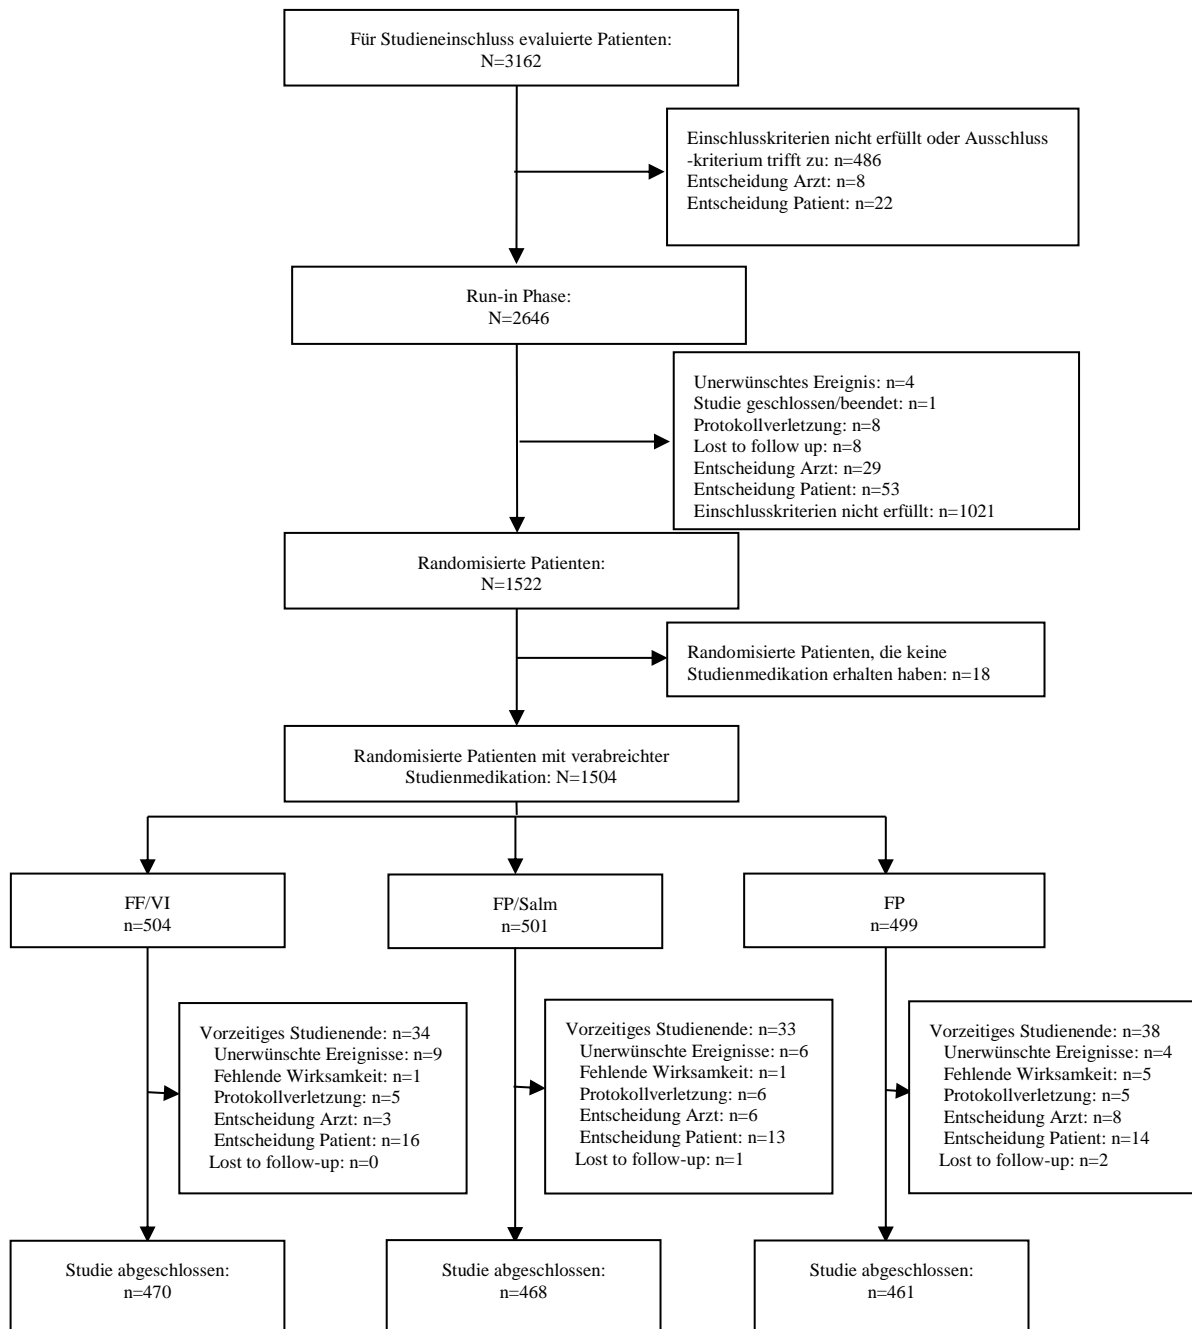 Für Studieneinschluss evaluierte Patienten:
N=3162
Einschlusskriterien nicht erfüllt oder Ausschluss
-kriterium trifft zu: n=486
Entscheidung Arzt: n=8
Entscheidung Patient: n=22
Run-in Phase:
N=2646
Unerwünschtes Ereignis: n=4
Studie geschlossen/beendet: n=1
Protokollverletzung: n=8
Lost to follow up: n=8
Entscheidung Arzt: n=29
Entscheidung Patient: n=53
Einschlusskriterien nicht erfüllt: n=1021
Randomisierte Patienten:
N=1522
Randomisierte Patienten, die keine
Studienmedikation erhalten haben: n=18
Randomisierte Patienten mit verabreichter
Studienmedikation: N=1504
FF/VI
n=504
FP/Salm
n=501
FP
n=499
Vorzeitiges Studienende: n=34
Unerwünschte Ereignisse: n=9
Fehlende Wirksamkeit: n=1
Protokollverletzung: n=5
Entscheidung Arzt: n=3
Entscheidung Patient: n=16
Lost to follow-up: n=0
Vorzeitiges Studienende: n=33
Unerwünschte Ereignisse: n=6
Fehlende Wirksamkeit: n=1
Protokollverletzung: n=6
Entscheidung Arzt: n=6
Entscheidung Patient: n=13
Lost to follow-up: n=1
Vorzeitiges Studienende: n=38
Unerwünschte Ereignisse: n=4
Fehlende Wirksamkeit: n=5
Protokollverletzung: n=5
Entscheidung Arzt: n=8
Entscheidung Patient: n=14
Lost to follow-up: n=2
Studie abgeschlossen:
n=470
Studie abgeschlossen:
n=468
Studie abgeschlossen:
n=461